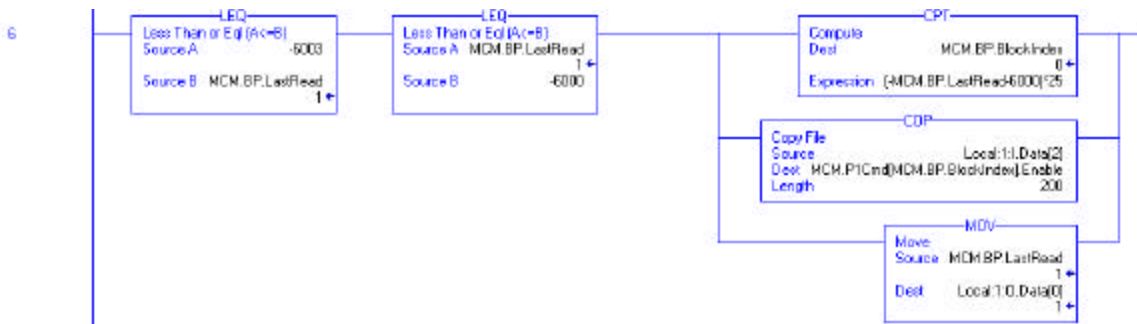 6
LEQ
Less Than or Eql (A<=B)
Source A -6003
Source B MCM.BP.LastRead
1
LEQ
Less Than or Eql (A<=B)
Source A MCM.BP.LastRead
1
Source B -6000
CPT
Compute
Dest MCM.BP.BlockIndex
0
Expression (-MCM.BP.LastRead-6000)*25
COP
Copy File
Source Local:1:I.Data[2]
Dest MCM.P1Cmd[MCM.BP.BlockIndex].Enable
Length 200
MOV
Move
Source MCM.BP.LastRead
1
Dest Local:1:O.Data[0]
1